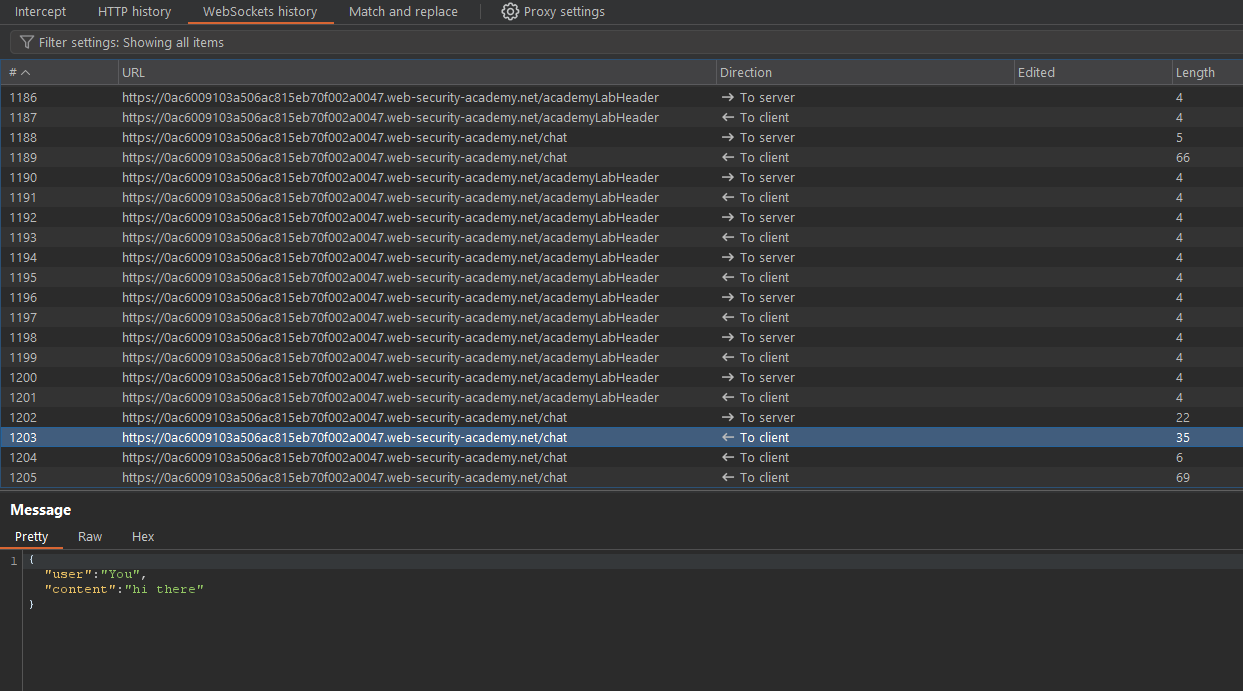 Intercept HTTP history WebSockets history Match and replace Proxy settings
Filter settings: Showing all items
# URL Direction Edited Length
1186 https://0ac6009103a506ac815eb70f002a0047.web-security-academy.net/academyLabHeader → To server 4
1187 https://0ac6009103a506ac815eb70f002a0047.web-security-academy.net/academyLabHeader ← To client 4
1188 https://0ac6009103a506ac815eb70f002a0047.web-security-academy.net/chat → To server 5
1189 https://0ac6009103a506ac815eb70f002a0047.web-security-academy.net/chat ← To client 66
1190 https://0ac6009103a506ac815eb70f002a0047.web-security-academy.net/academyLabHeader → To server 4
1191 https://0ac6009103a506ac815eb70f002a0047.web-security-academy.net/academyLabHeader ← To client 4
1192 https://0ac6009103a506ac815eb70f002a0047.web-security-academy.net/academyLabHeader → To server 4
1193 https://0ac6009103a506ac815eb70f002a0047.web-security-academy.net/academyLabHeader ← To client 4
1194 https://0ac6009103a506ac815eb70f002a0047.web-security-academy.net/academyLabHeader → To server 4
1195 https://0ac6009103a506ac815eb70f002a0047.web-security-academy.net/academyLabHeader ← To client 4
1196 https://0ac6009103a506ac815eb70f002a0047.web-security-academy.net/academyLabHeader → To server 4
1197 https://0ac6009103a506ac815eb70f002a0047.web-security-academy.net/academyLabHeader ← To client 4
1198 https://0ac6009103a506ac815eb70f002a0047.web-security-academy.net/academyLabHeader → To server 4
1199 https://0ac6009103a506ac815eb70f002a0047.web-security-academy.net/academyLabHeader ← To client 4
1200 https://0ac6009103a506ac815eb70f002a0047.web-security-academy.net/academyLabHeader → To server 4
1201 https://0ac6009103a506ac815eb70f002a0047.web-security-academy.net/academyLabHeader ← To client 4
1202 https://0ac6009103a506ac815eb70f002a0047.web-security-academy.net/chat → To server 22
1203 https://0ac6009103a506ac815eb70f002a0047.web-security-academy.net/chat ← To client 35
1204 https://0ac6009103a506ac815eb70f002a0047.web-security-academy.net/chat ← To client 6
1205 https://0ac6009103a506ac815eb70f002a0047.web-security-academy.net/chat ← To client 69
Message
Pretty Raw Hex
1 {
"user":"You",
"content":"hi there"
}